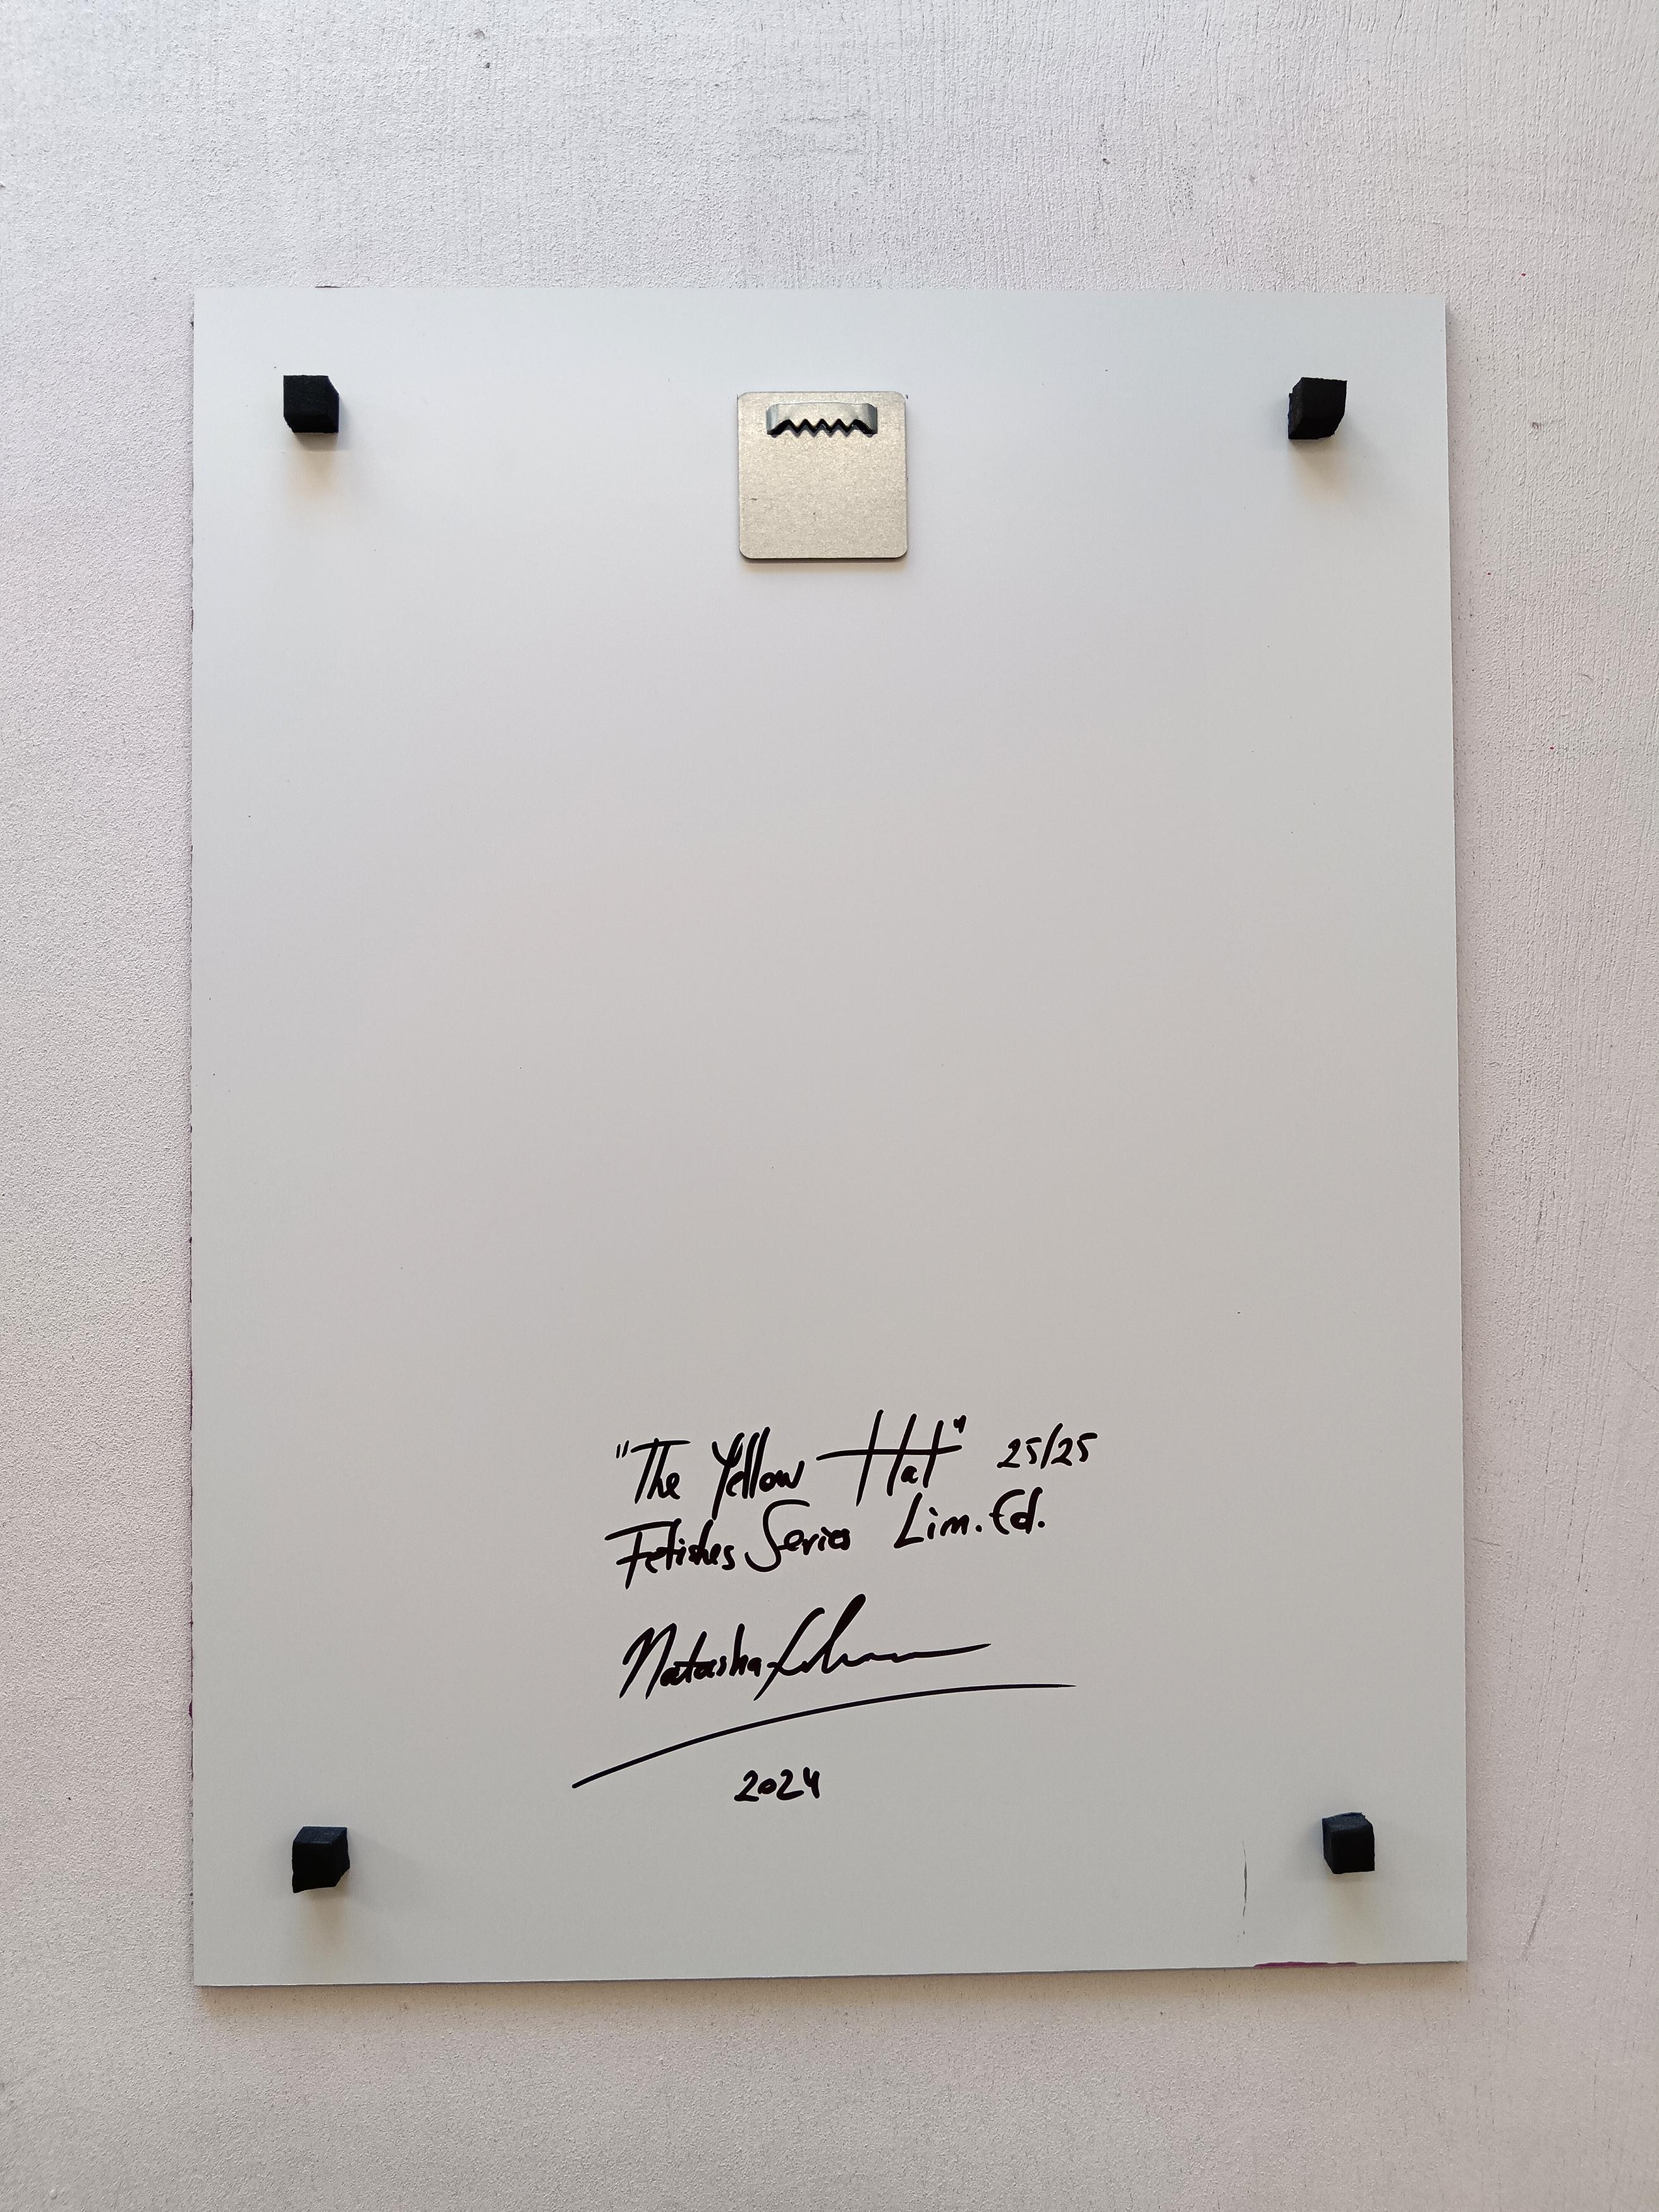 "The Yellow Hat" 25/25
Fetishes Series Lim. Ed.
Natasha
2024